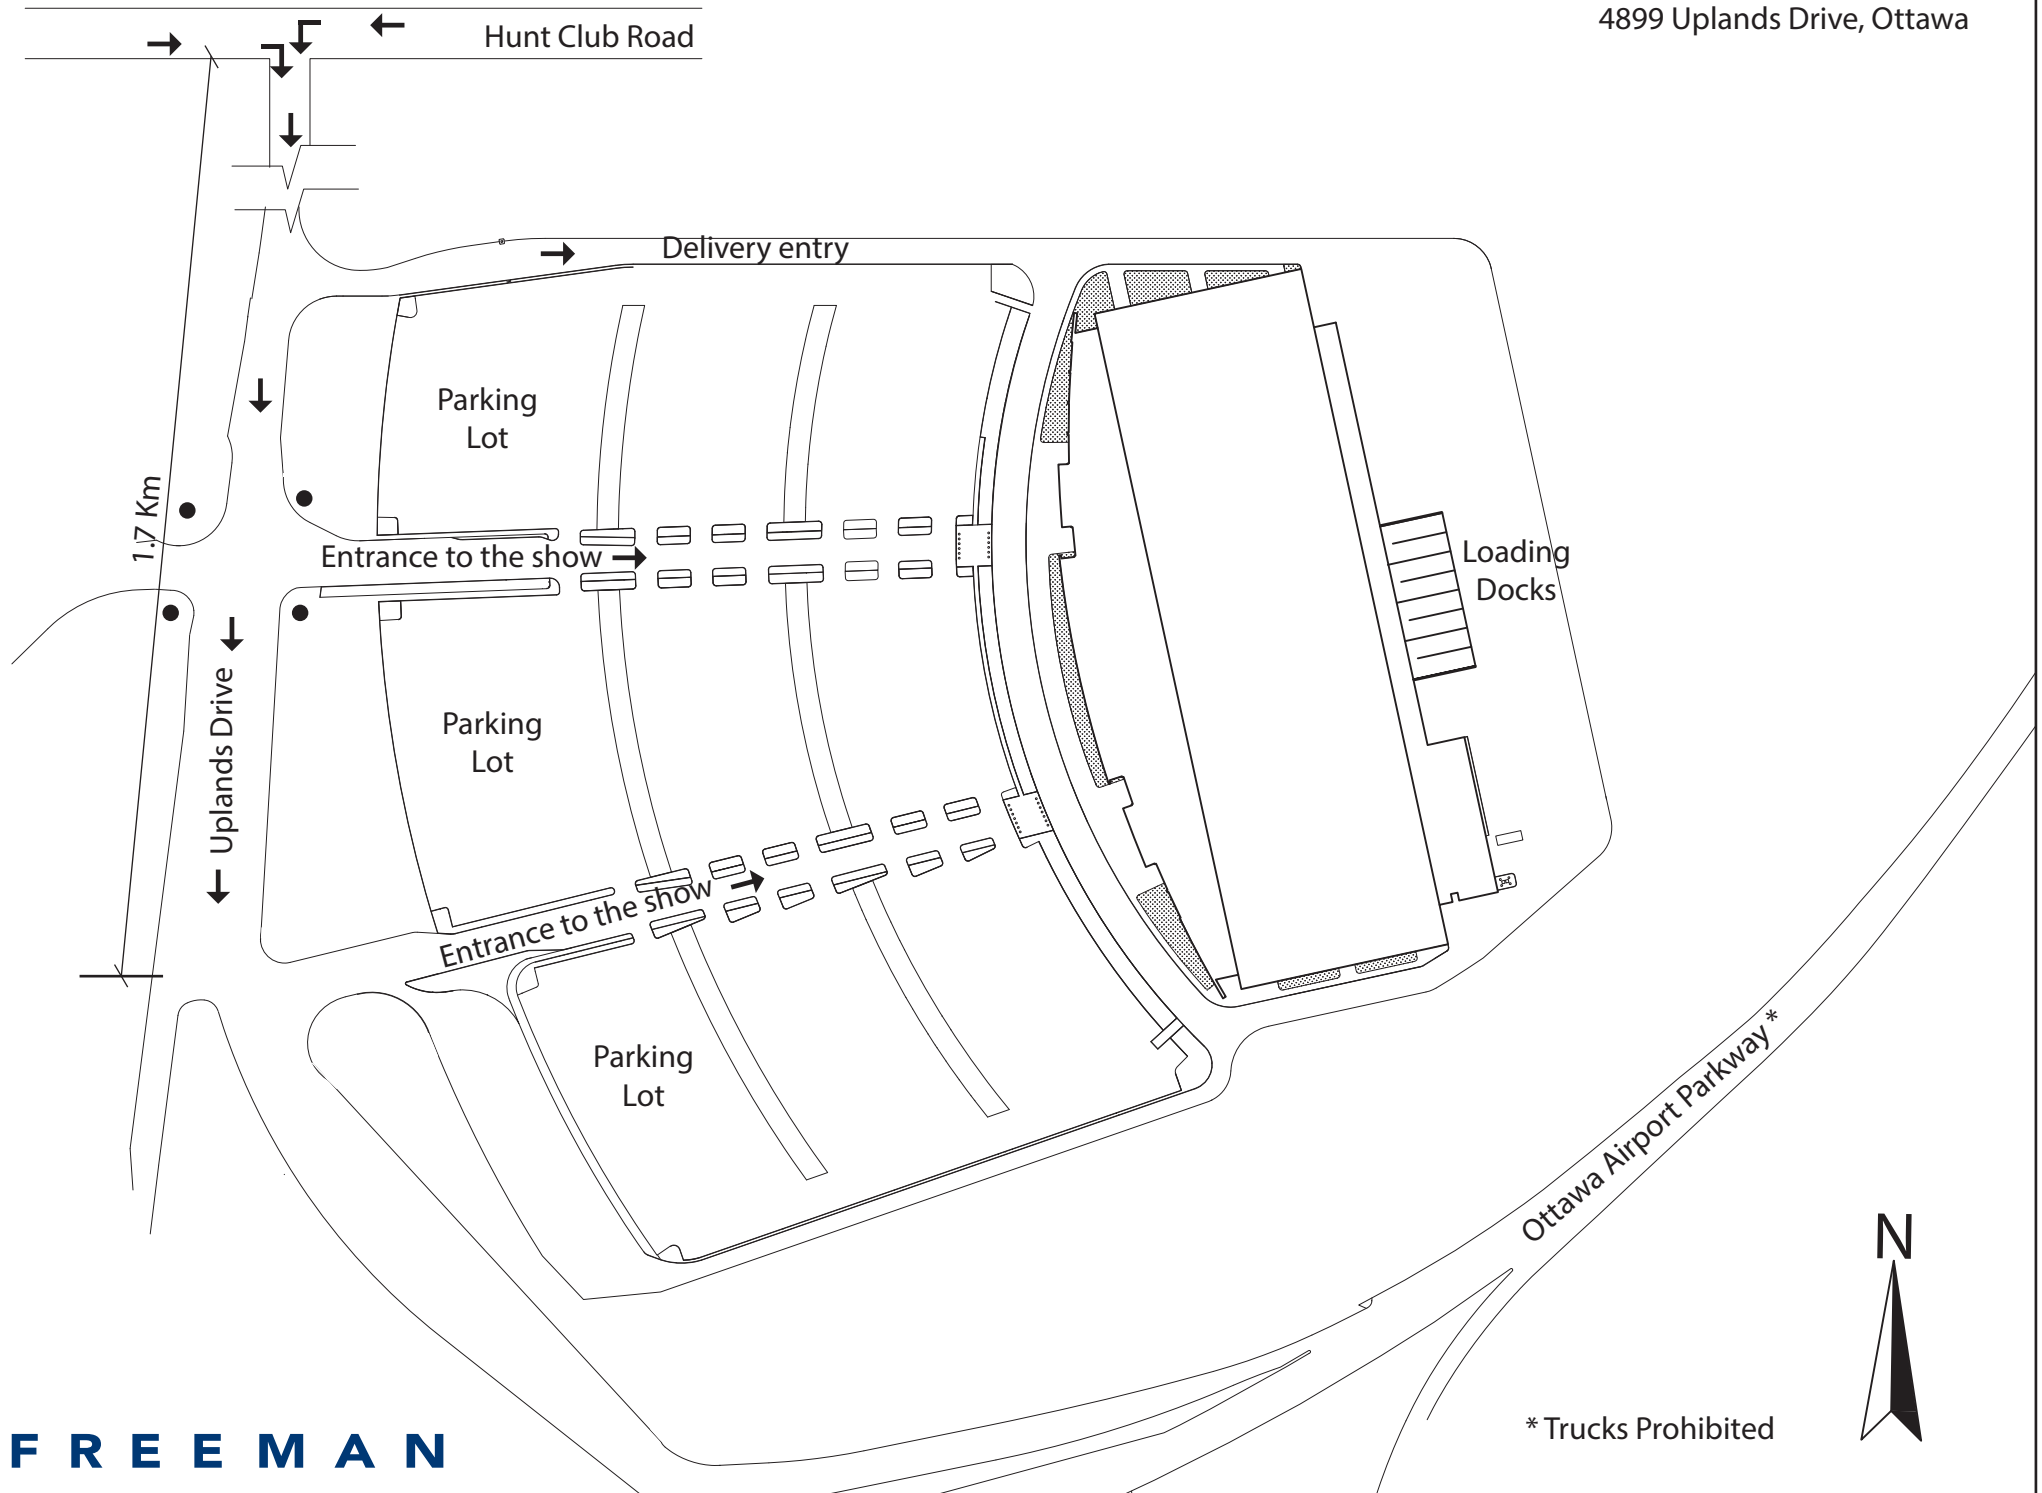 4899 Uplands Drive, Ottawa
Hunt Club Road
Delivery entry
Parking
Lot
1.7 Km
Entrance to the show
Loading
Docks
Uplands Drive
Parking
Lot
Entrance to the show
Parking
Lot
Ottawa Airport Parkway *
N
* Trucks Prohibited
FREEMAN